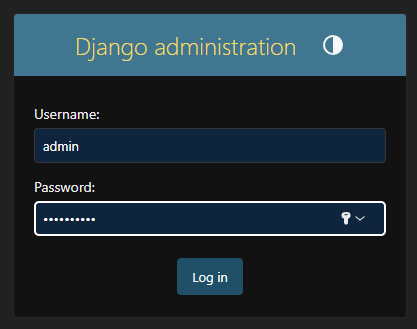 Django administration
Username:
admin
Password:
••••••••••
Log in